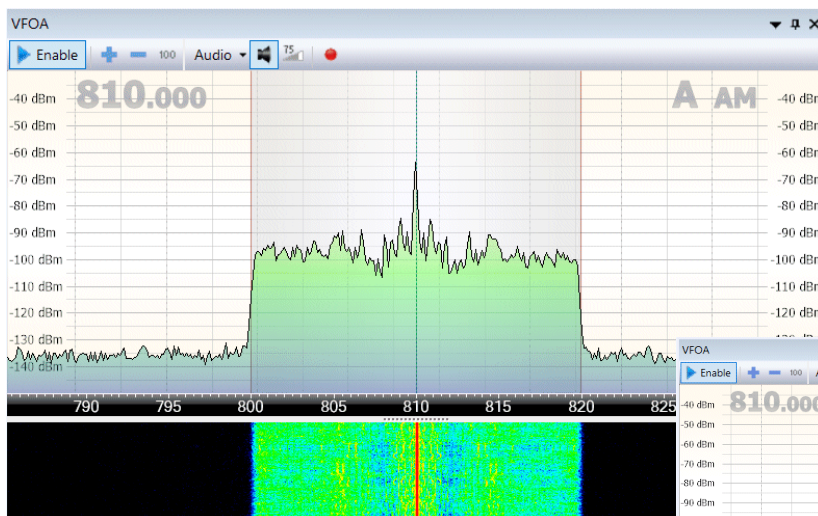 VFOA
Enable 100 Audio 75
810.000 A AM
-40 dBm -40 dBm
-50 dBm -50 dBm
-60 dBm -60 dBm
-70 dBm -70 dBm
-80 dBm -80 dBm
-90 dBm -90 dBm
-100 dBm -100 dBm
-110 dBm -110 dBm
-120 dBm -120 dBm
-130 dBm
-140 dBm
790 795 800 805 810 815 820 825
VFOA
Enable 100
810.000
-40 dBm
-50 dBm
-60 dBm
-70 dBm
-80 dBm
-90 dBm